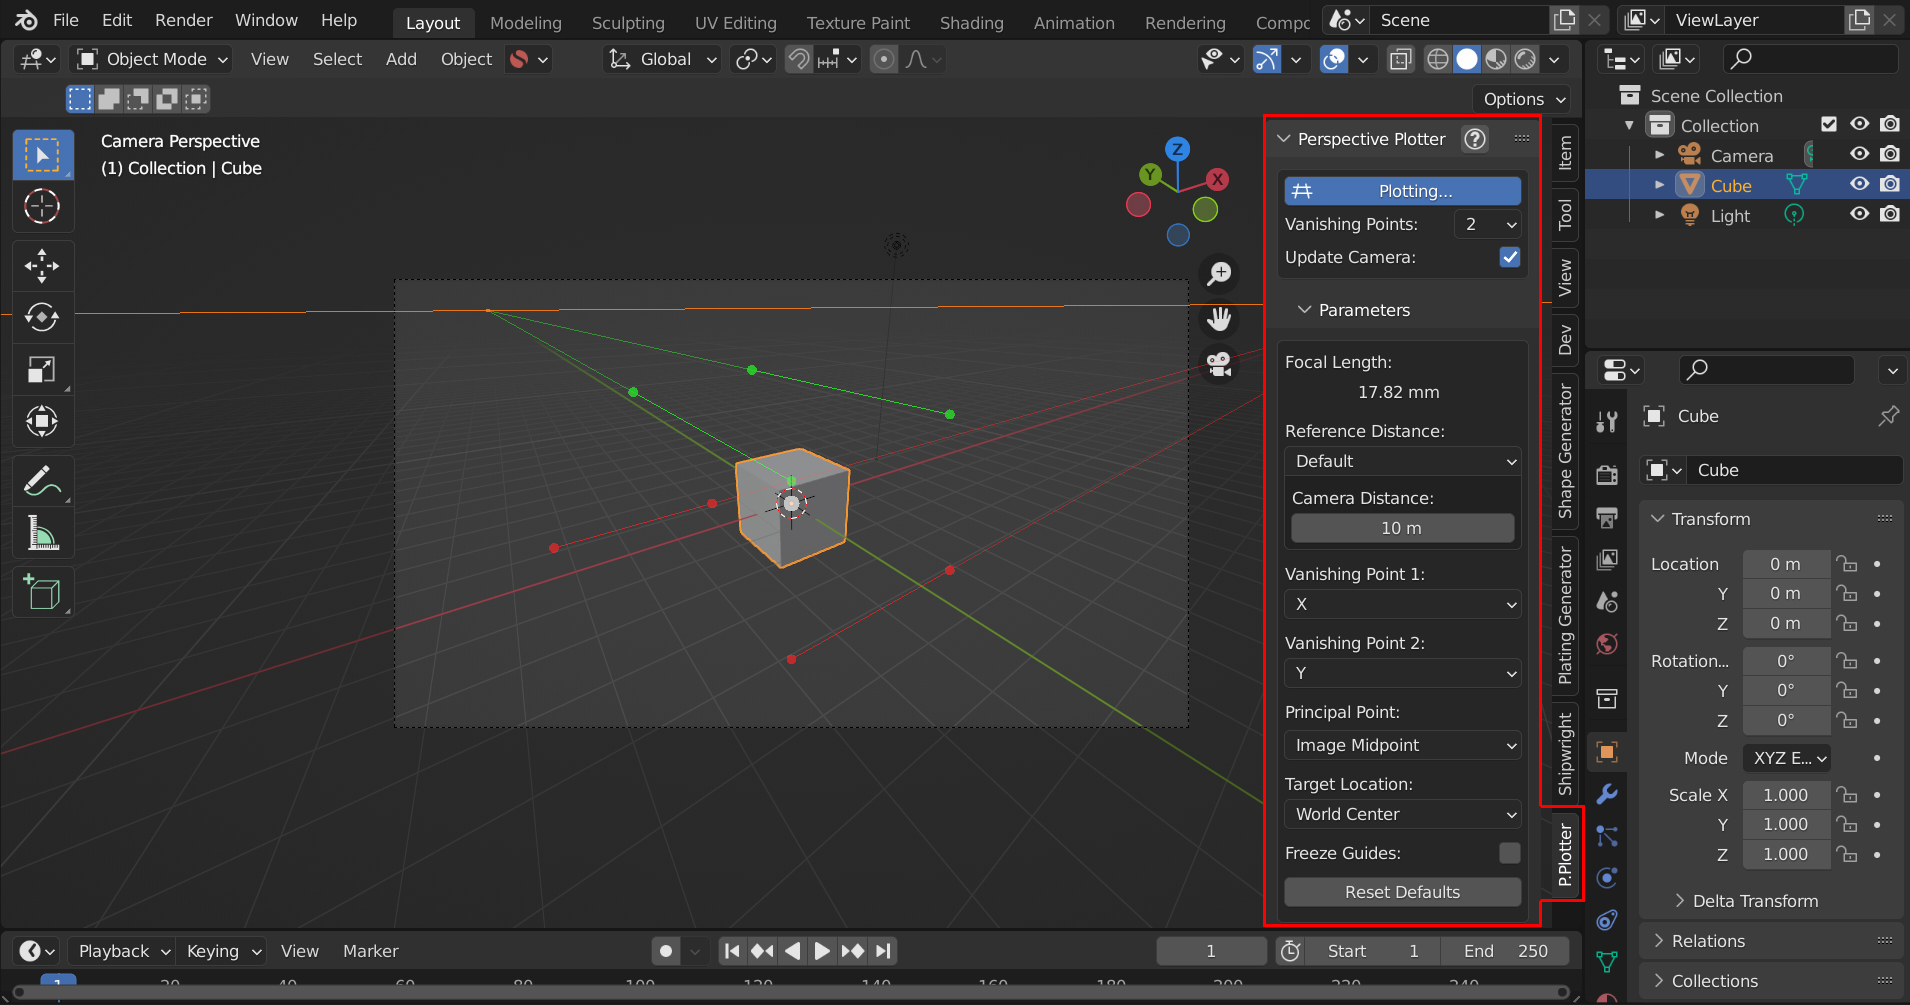 File Edit Render Window Help Layout Modeling Sculpting UV Editing Texture Paint Shading Animation Rendering Compo Scene ViewLayer
Object Mode View Select Add Object Global
Options
Camera Perspective
(1) Collection | Cube
Z
Y
X
Perspective Plotter ?
Plotting...
Vanishing Points: 2
Update Camera:
Parameters
Focal Length:
17.82 mm
Reference Distance:
Default
Camera Distance:
10 m
Vanishing Point 1:
X
Vanishing Point 2:
Y
Principal Point:
Image Midpoint
Target Location:
World Center
Freeze Guides:
Reset Defaults
Item
Tool
View
Dev
Shape Generator
Plating Generator
Shipwright
P.Plotter
Scene Collection
Collection
Camera
Cube
Light
Cube
Cube
Transform
Location 0 m
Y 0 m
Z 0 m
Rotation... 0°
Y 0°
Z 0°
Mode XYZ E...
Scale X 1.000
Y 1.000
Z 1.000
Delta Transform
Relations
Collections
Playback Keying View Marker 1 Start 1 End 250
1 20 40 60 80 100 120 140 160 180 200 220 240